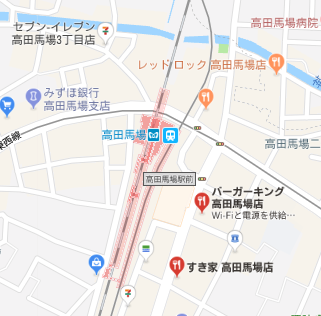 セブン-イレブン
高田馬場3丁目店
高田馬場病院
レッド ロック 高田馬場店
みずほ銀行
高田馬場支店
東西線
高田馬場
高田馬場二
高田馬場駅前
バーガーキング
高田馬場店
Wi-Fiと電源を供給…
すき家 高田馬場店